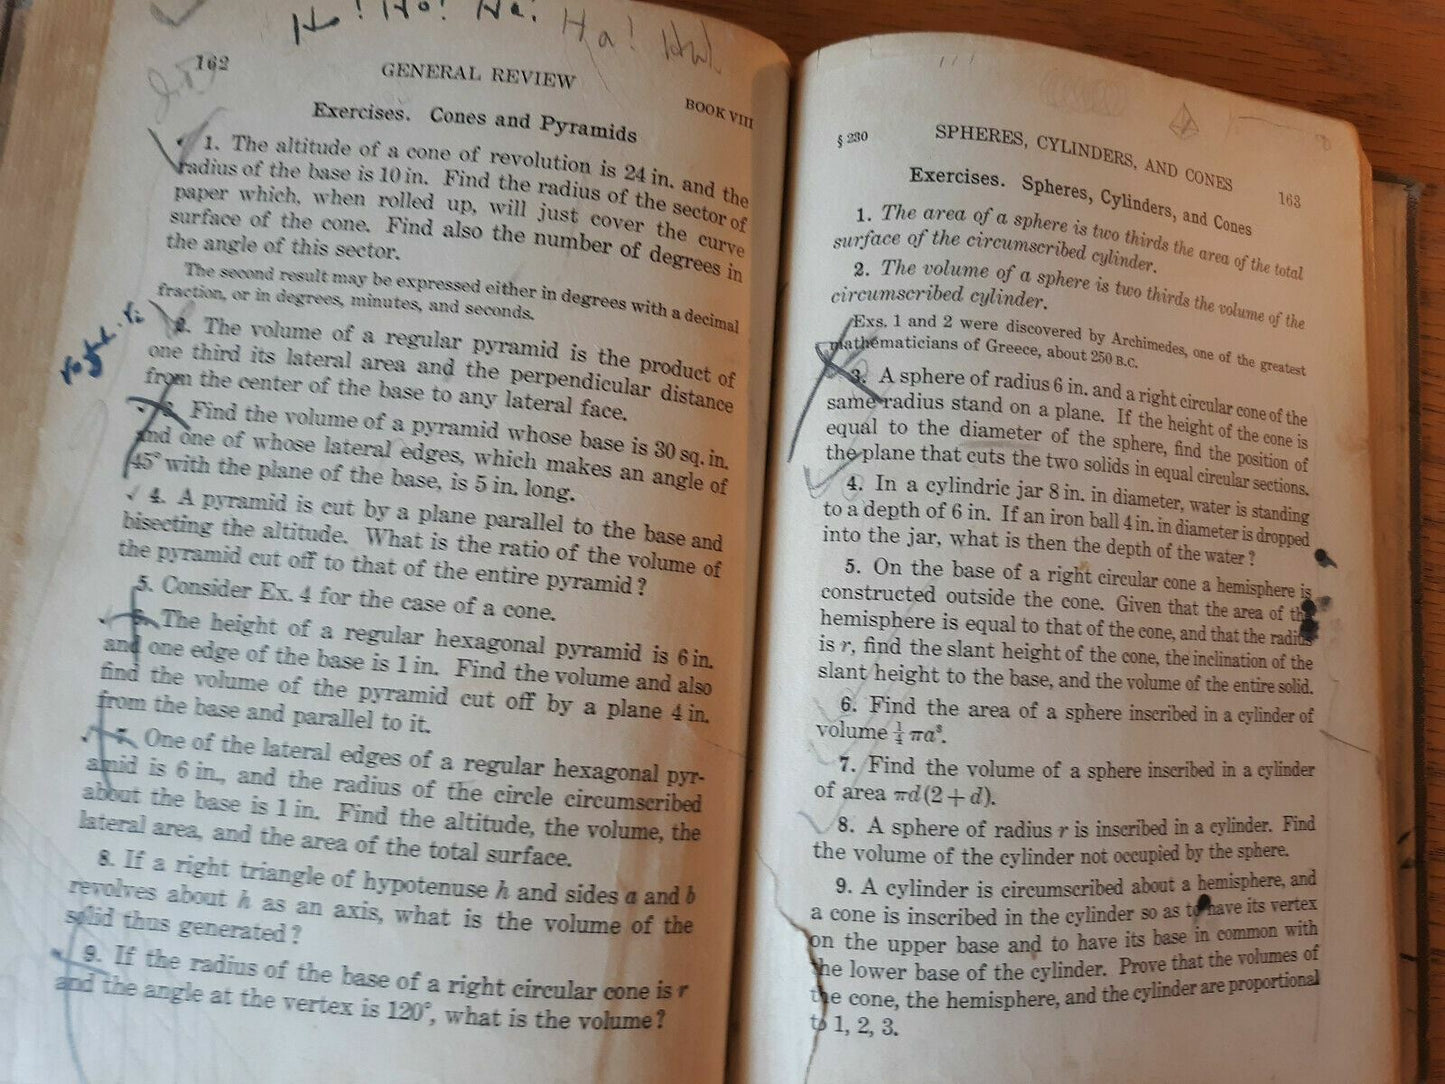 Ho! Ho! Ha! Ha!
162
GENERAL REVIEW
BOOK VIII
Exercises. Cones and Pyramids
1. The altitude of a cone of revolution is 24 in. and the
radius of the base is 10 in. Find the radius of the sector of
paper which, when rolled up, will just cover the curve
surface of the cone. Find also the number of degrees in
the angle of this sector.
The second result may be expressed either in degrees with a decimal
fraction, or in degrees, minutes, and seconds.
2. The volume of a regular pyramid is the product of
one third its lateral area and the perpendicular distance
from the center of the base to any lateral face.
Find the volume of a pyramid whose base is 30 sq. in.
and one of whose lateral edges, which makes an angle of
45° with the plane of the base, is 5 in. long.
4. A pyramid is cut by a plane parallel to the base and
bisecting the altitude. What is the ratio of the volume of
the pyramid cut off to that of the entire pyramid?
5. Consider Ex. 4 for the case of a cone.
The height of a regular hexagonal pyramid is 6 in.
and one edge of the base is 1 in. Find the volume and also
find the volume of the pyramid cut off by a plane 4 in.
from the base and parallel to it.
7. One of the lateral edges of a regular hexagonal pyr-
amid is 6 in., and the radius of the circle circumscribed
about the base is 1 in. Find the altitude, the volume, the
lateral area, and the area of the total surface.
8. If a right triangle of hypotenuse h and sides a and b
revolves about h as an axis, what is the volume of the
solid thus generated?
9. If the radius of the base of a right circular cone is r
and the angle at the vertex is 120°, what is the volume?
§ 230
SPHERES, CYLINDERS, AND CONES
163
Exercises. Spheres, Cylinders, and Cones
1. The area of a sphere is two thirds the area of the total
surface of the circumscribed cylinder.
2. The volume of a sphere is two thirds the volume of the
circumscribed cylinder.
Exs. 1 and 2 were discovered by Archimedes, one of the greatest
mathematicians of Greece, about 250 B.C.
3. A sphere of radius 6 in. and a right circular cone of the
same radius stand on a plane. If the height of the cone is
equal to the diameter of the sphere, find the position of
the plane that cuts the two solids in equal circular sections.
4. In a cylindric jar 8 in. in diameter, water is standing
to a depth of 6 in. If an iron ball 4 in. in diameter is dropped
into the jar, what is then the depth of the water?
5. On the base of a right circular cone a hemisphere is
constructed outside the cone. Given that the area of the
hemisphere is equal to that of the cone, and that the radius
is r, find the slant height of the cone, the inclination of the
slant height to the base, and the volume of the entire solid.
6. Find the area of a sphere inscribed in a cylinder of
volume ¼ πa³.
7. Find the volume of a sphere inscribed in a cylinder
of area πd(2+d).
8. A sphere of radius r is inscribed in a cylinder. Find
the volume of the cylinder not occupied by the sphere.
9. A cylinder is circumscribed about a hemisphere, and
a cone is inscribed in the cylinder so as to have its vertex
on the upper base and to have its base in common with
the lower base of the cylinder. Prove that the volumes of
the cone, the hemisphere, and the cylinder are proportional
to 1, 2, 3.